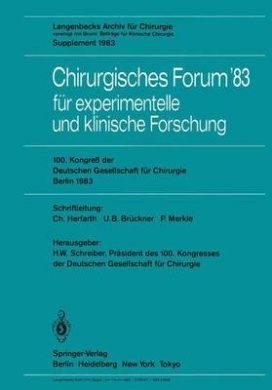 Langenbecks Archiv für Chirurgie
vereinigt mit Bruns' Beiträge für Klinische Chirurgie
Supplement 1983
Chirurgisches Forum '83
für experimentelle
und klinische Forschung
100. Kongreß der
Deutschen Gesellschaft für Chirurgie
Berlin 1983
Schriftleitung:
Ch. Herfarth U.B. Brückner P. Merkle
Herausgeber:
H.W. Schreiber, Präsident des 100. Kongresses
der Deutschen Gesellschaft für Chirurgie
Springer-Verlag
Berlin Heidelberg New York Tokyo